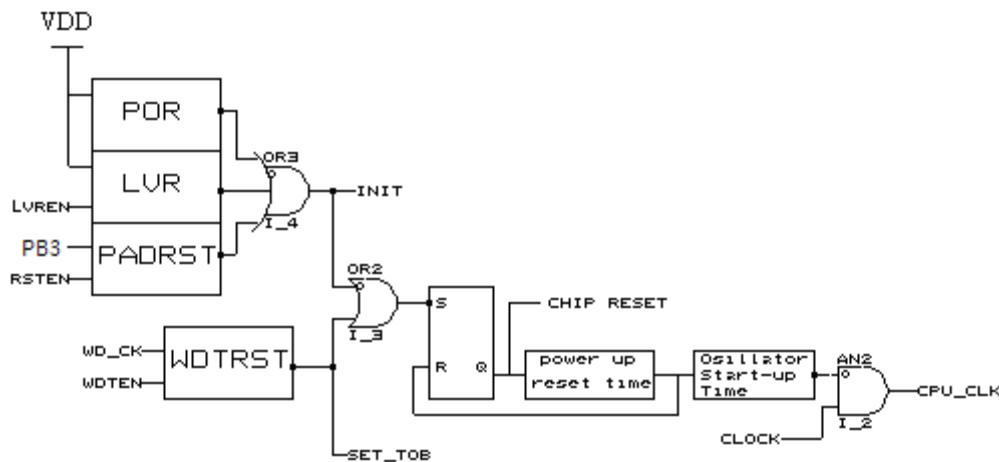 VDD
POR
LVR
LVREN
PB3
PADRST
RSTEN
OR3
I_4
INIT
OR2
I_3
WD_CK
WDTEN
WDTRST
SET_TOB
S
R
Q
CHIP RESET
power up
reset time
Osillator
Start-up
Time
AN2
I_2
CLOCK
CPU_CLK